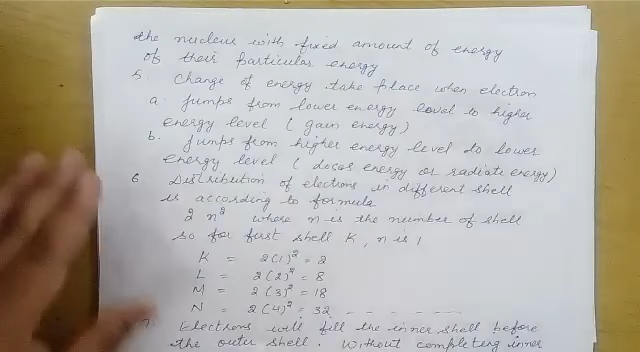 the nucleus with fixed amount of energy
of their particular energy
5. Change of energy take place when electron
a. Jumps from lower energy level to higher
energy level ( gain energy )
b. Jumps from higher energy level to lower
energy level ( loses energy or radiate energy)
6. Distribution of electrons in different shell
is according to formula
2 n² where n is the number of shell
so for first shell K, n is 1
K = 2(1)² = 2
L = 2(2)² = 8
M = 2(3)² = 18
N = 2(4)² = 32 - - - - - -
7. Electrons will fill the inner shell before
the outer shell. Without completing inner